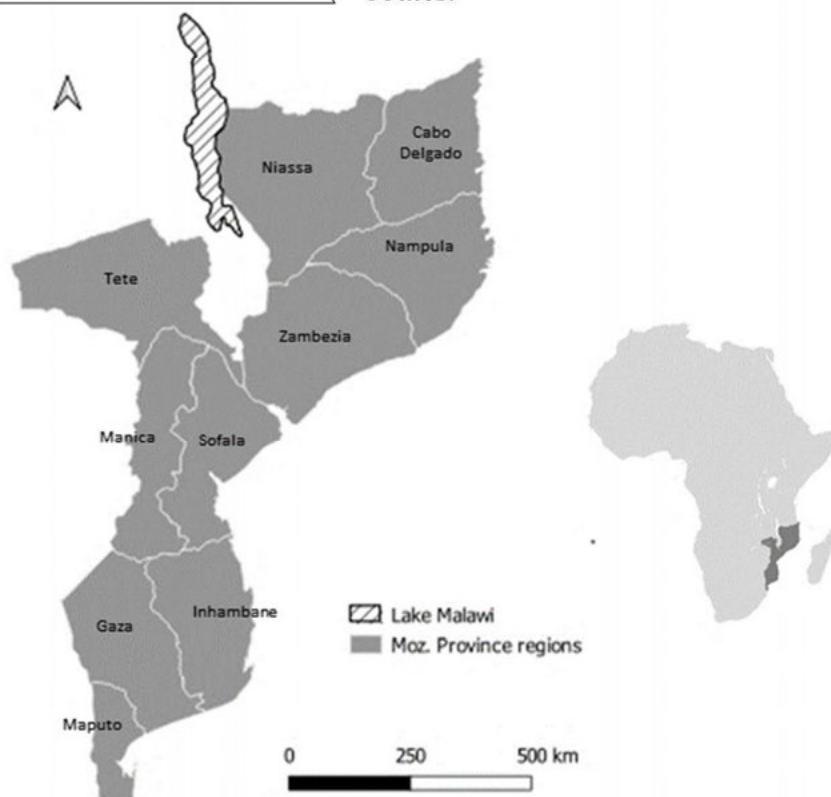 Cabo
Delgado
Niassa
Nampula
Tete
Zambezia
Manica
Sofala
Inhambane
Gaza
Maputo
Lake Malawi
Moz. Province regions
0 250 500 km